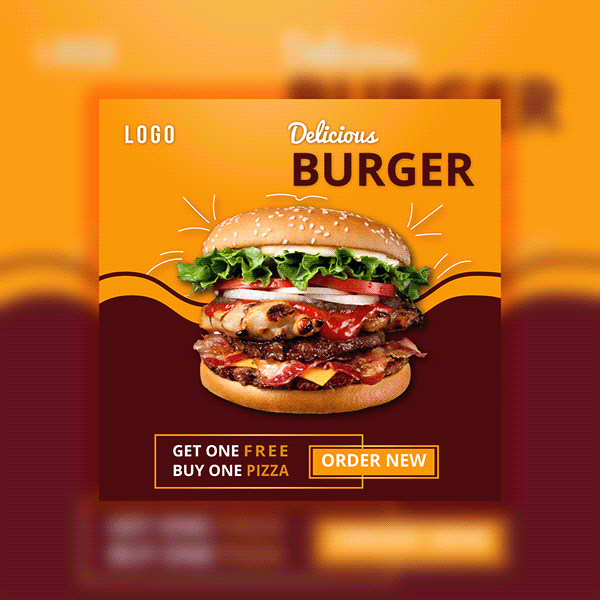 LOGO
Delicious
BURGER
GET ONE FREE
BUY ONE PIZZA
ORDER NEW